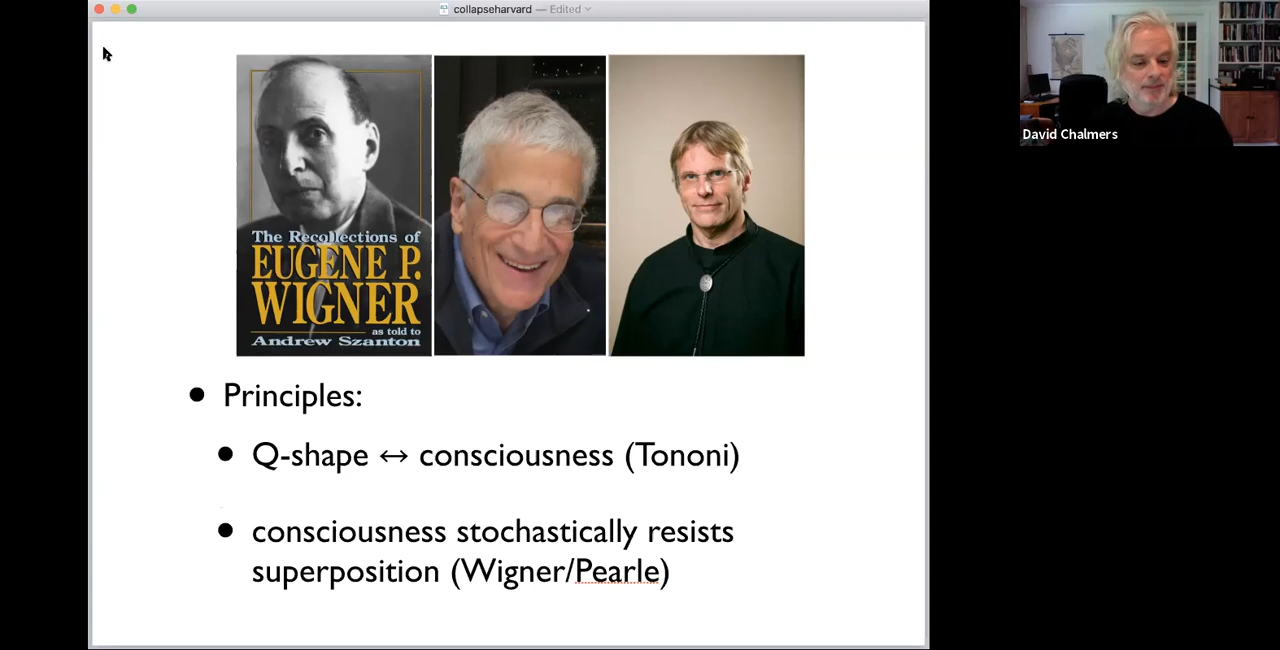 collapseharvard — Edited
The Recollections of
EUGENE P.
WIGNER
as told to
Andrew Szanton
David Chalmers
• Principles:
• Q-shape ↔ consciousness (Tononi)
• consciousness stochastically resists
superposition (Wigner/Pearle)